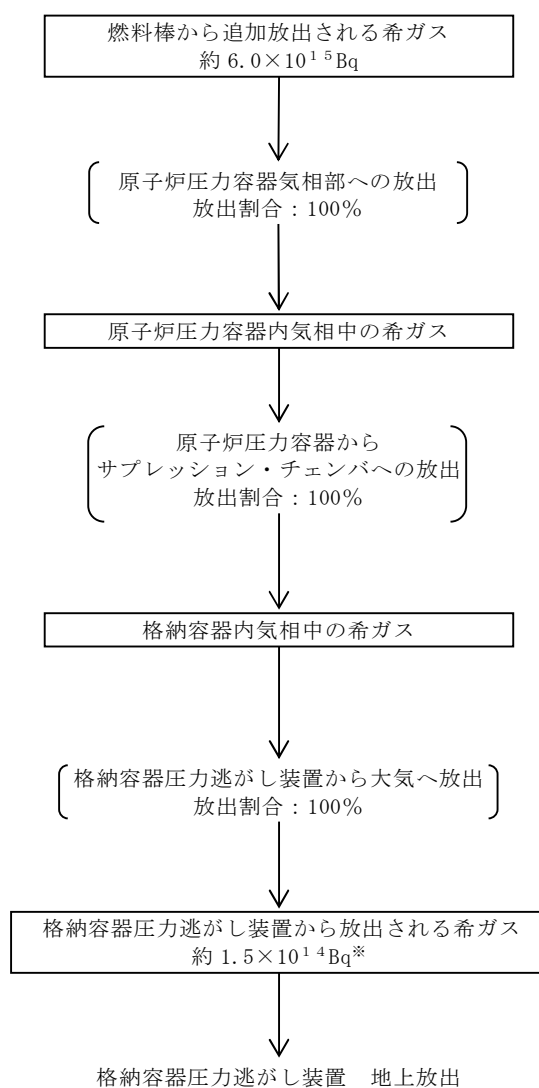 燃料棒から追加放出される希ガス
約 6.0×10¹⁵Bq
原子炉圧力容器気相部への放出
放出割合：100％
原子炉圧力容器内気相中の希ガス
原子炉圧力容器から
サプレッション・チェンバへの放出
放出割合：100％
格納容器内気相中の希ガス
格納容器圧力逃がし装置から大気へ放出
放出割合：100％
格納容器圧力逃がし装置から放出される希ガス
約 1.5×10¹⁴Bq※
格納容器圧力逃がし装置　地上放出